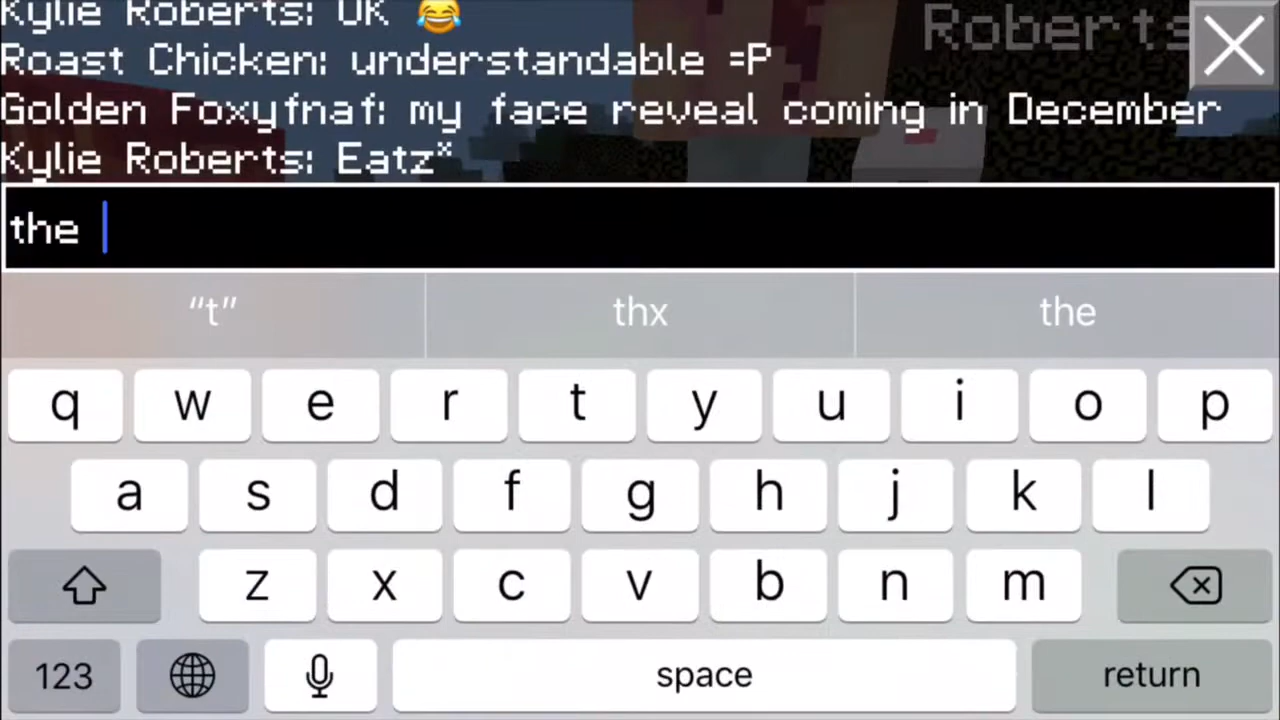 Kylie Roberts: UK 😂
Roberts
Roast Chicken: understandable =P
Golden Foxyfnaf: my face reveal coming in December
Kylie Roberts: Eatz*
the
“t” thx the
q w e r t y u i o p
a s d f g h j k l
z x c v b n m
123 space return